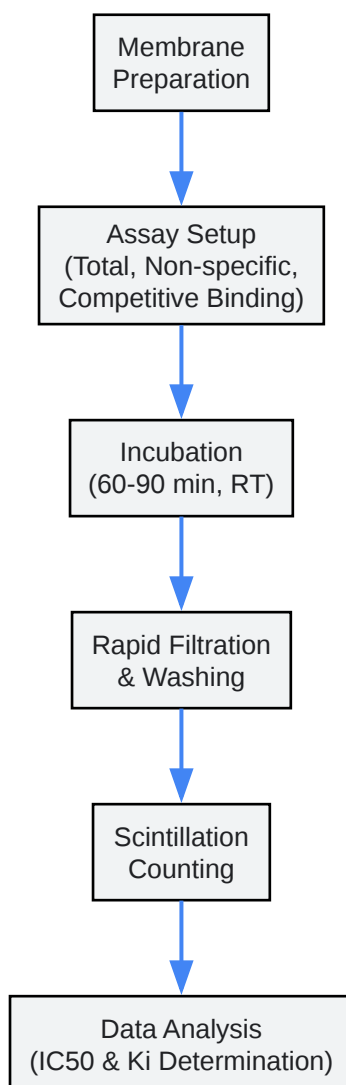 Membrane
Preparation
Assay Setup
(Total, Non-specific,
Competitive Binding)
Incubation
(60-90 min, RT)
Rapid Filtration
& Washing
Scintillation
Counting
Data Analysis
(IC50 & Ki Determination)